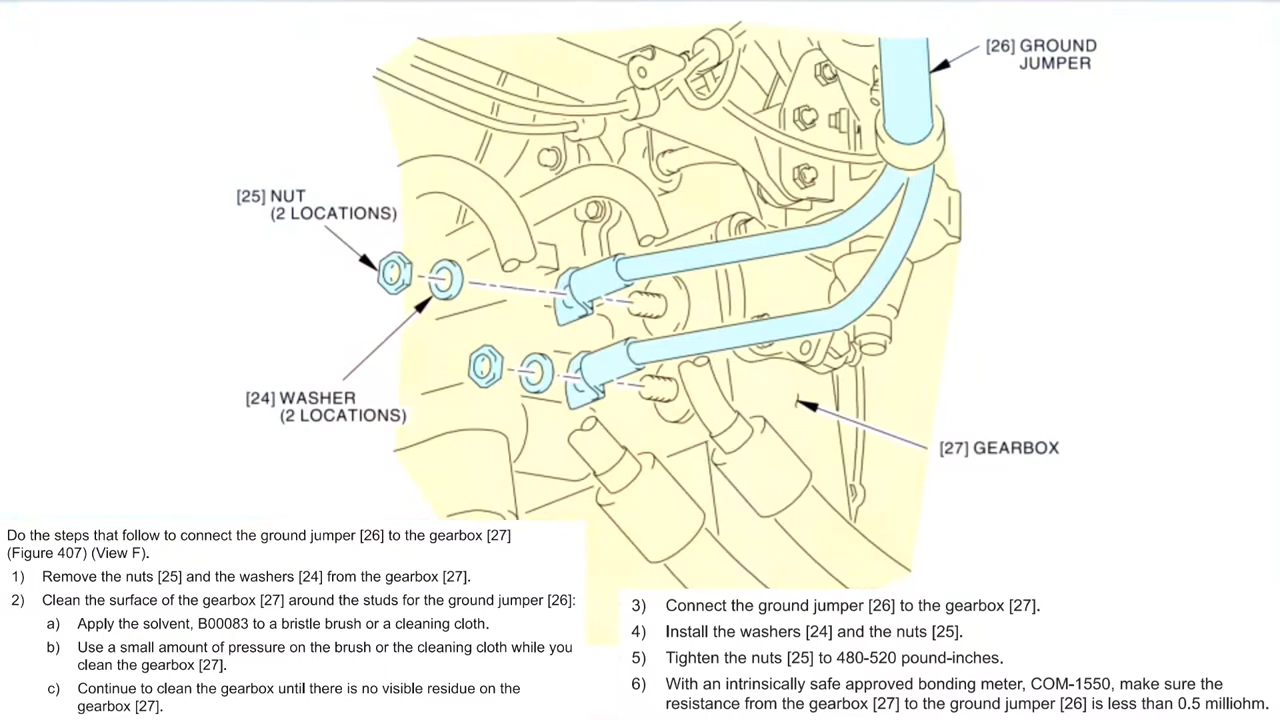 [26] GROUND
JUMPER
[25] NUT
(2 LOCATIONS)
[24] WASHER
(2 LOCATIONS)
[27] GEARBOX
Do the steps that follow to connect the ground jumper [26] to the gearbox [27]
(Figure 407) (View F).
1) Remove the nuts [25] and the washers [24] from the gearbox [27].
2) Clean the surface of the gearbox [27] around the studs for the ground jumper [26]:
a) Apply the solvent, B00083 to a bristle brush or a cleaning cloth.
b) Use a small amount of pressure on the brush or the cleaning cloth while you
clean the gearbox [27].
c) Continue to clean the gearbox until there is no visible residue on the
gearbox [27].
3) Connect the ground jumper [26] to the gearbox [27].
4) Install the washers [24] and the nuts [25].
5) Tighten the nuts [25] to 480-520 pound-inches.
6) With an intrinsically safe approved bonding meter, COM-1550, make sure the
resistance from the gearbox [27] to the ground jumper [26] is less than 0.5 milliohm.